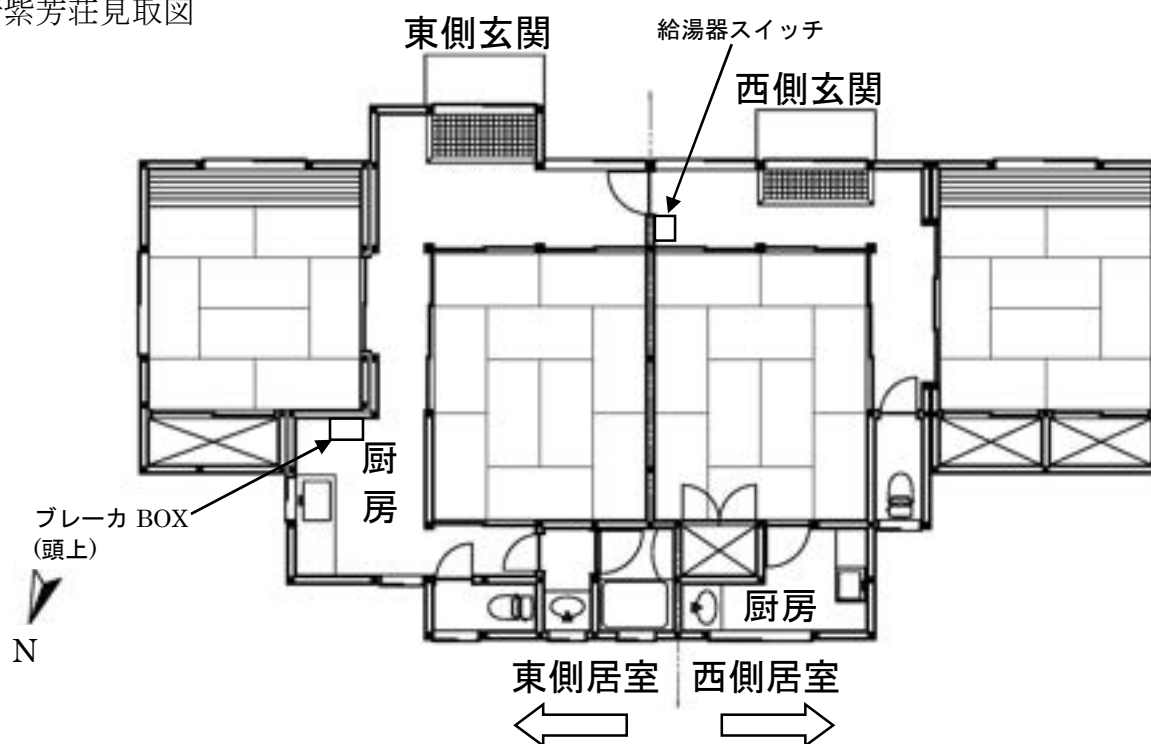 紫芳荘見取図
東側玄関
給湯器スイッチ
西側玄関
厨
房
ブレーカ BOX
(頭上)
N
厨房
東側居室
西側居室